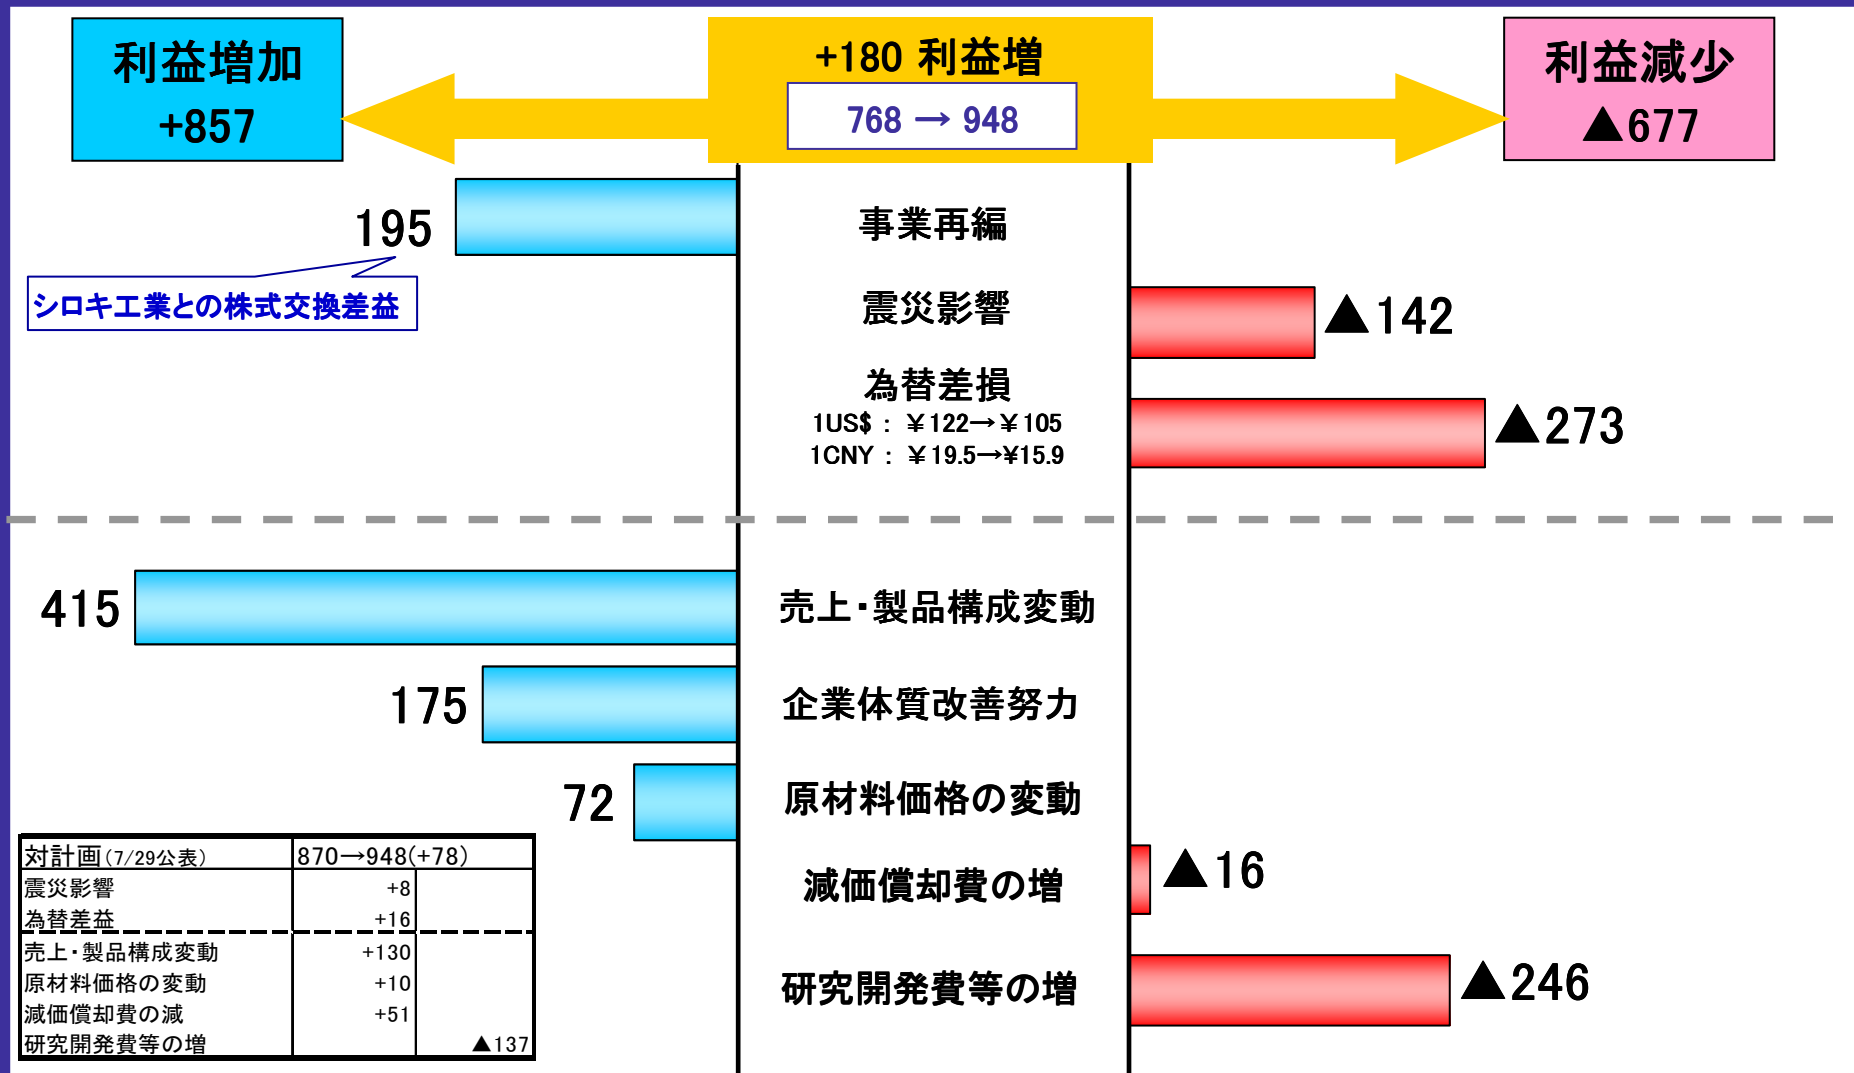 利益増加
+857
+180 利益増
768 → 948
利益減少
▲677
195
事業再編
シロキ工業との株式交換差益
震災影響
▲142
為替差損
1US$ : ￥122→￥105
1CNY : ￥19.5→¥15.9
▲273
415
売上・製品構成変動
175
企業体質改善努力
72
原材料価格の変動
減価償却費の増
▲16
研究開発費等の増
▲246
対計画(7/29公表) 870→948(+78)
震災影響 +8
為替差益 +16
売上・製品構成変動 +130
原材料価格の変動 +10
減価償却費の減 +51
研究開発費等の増 ▲137